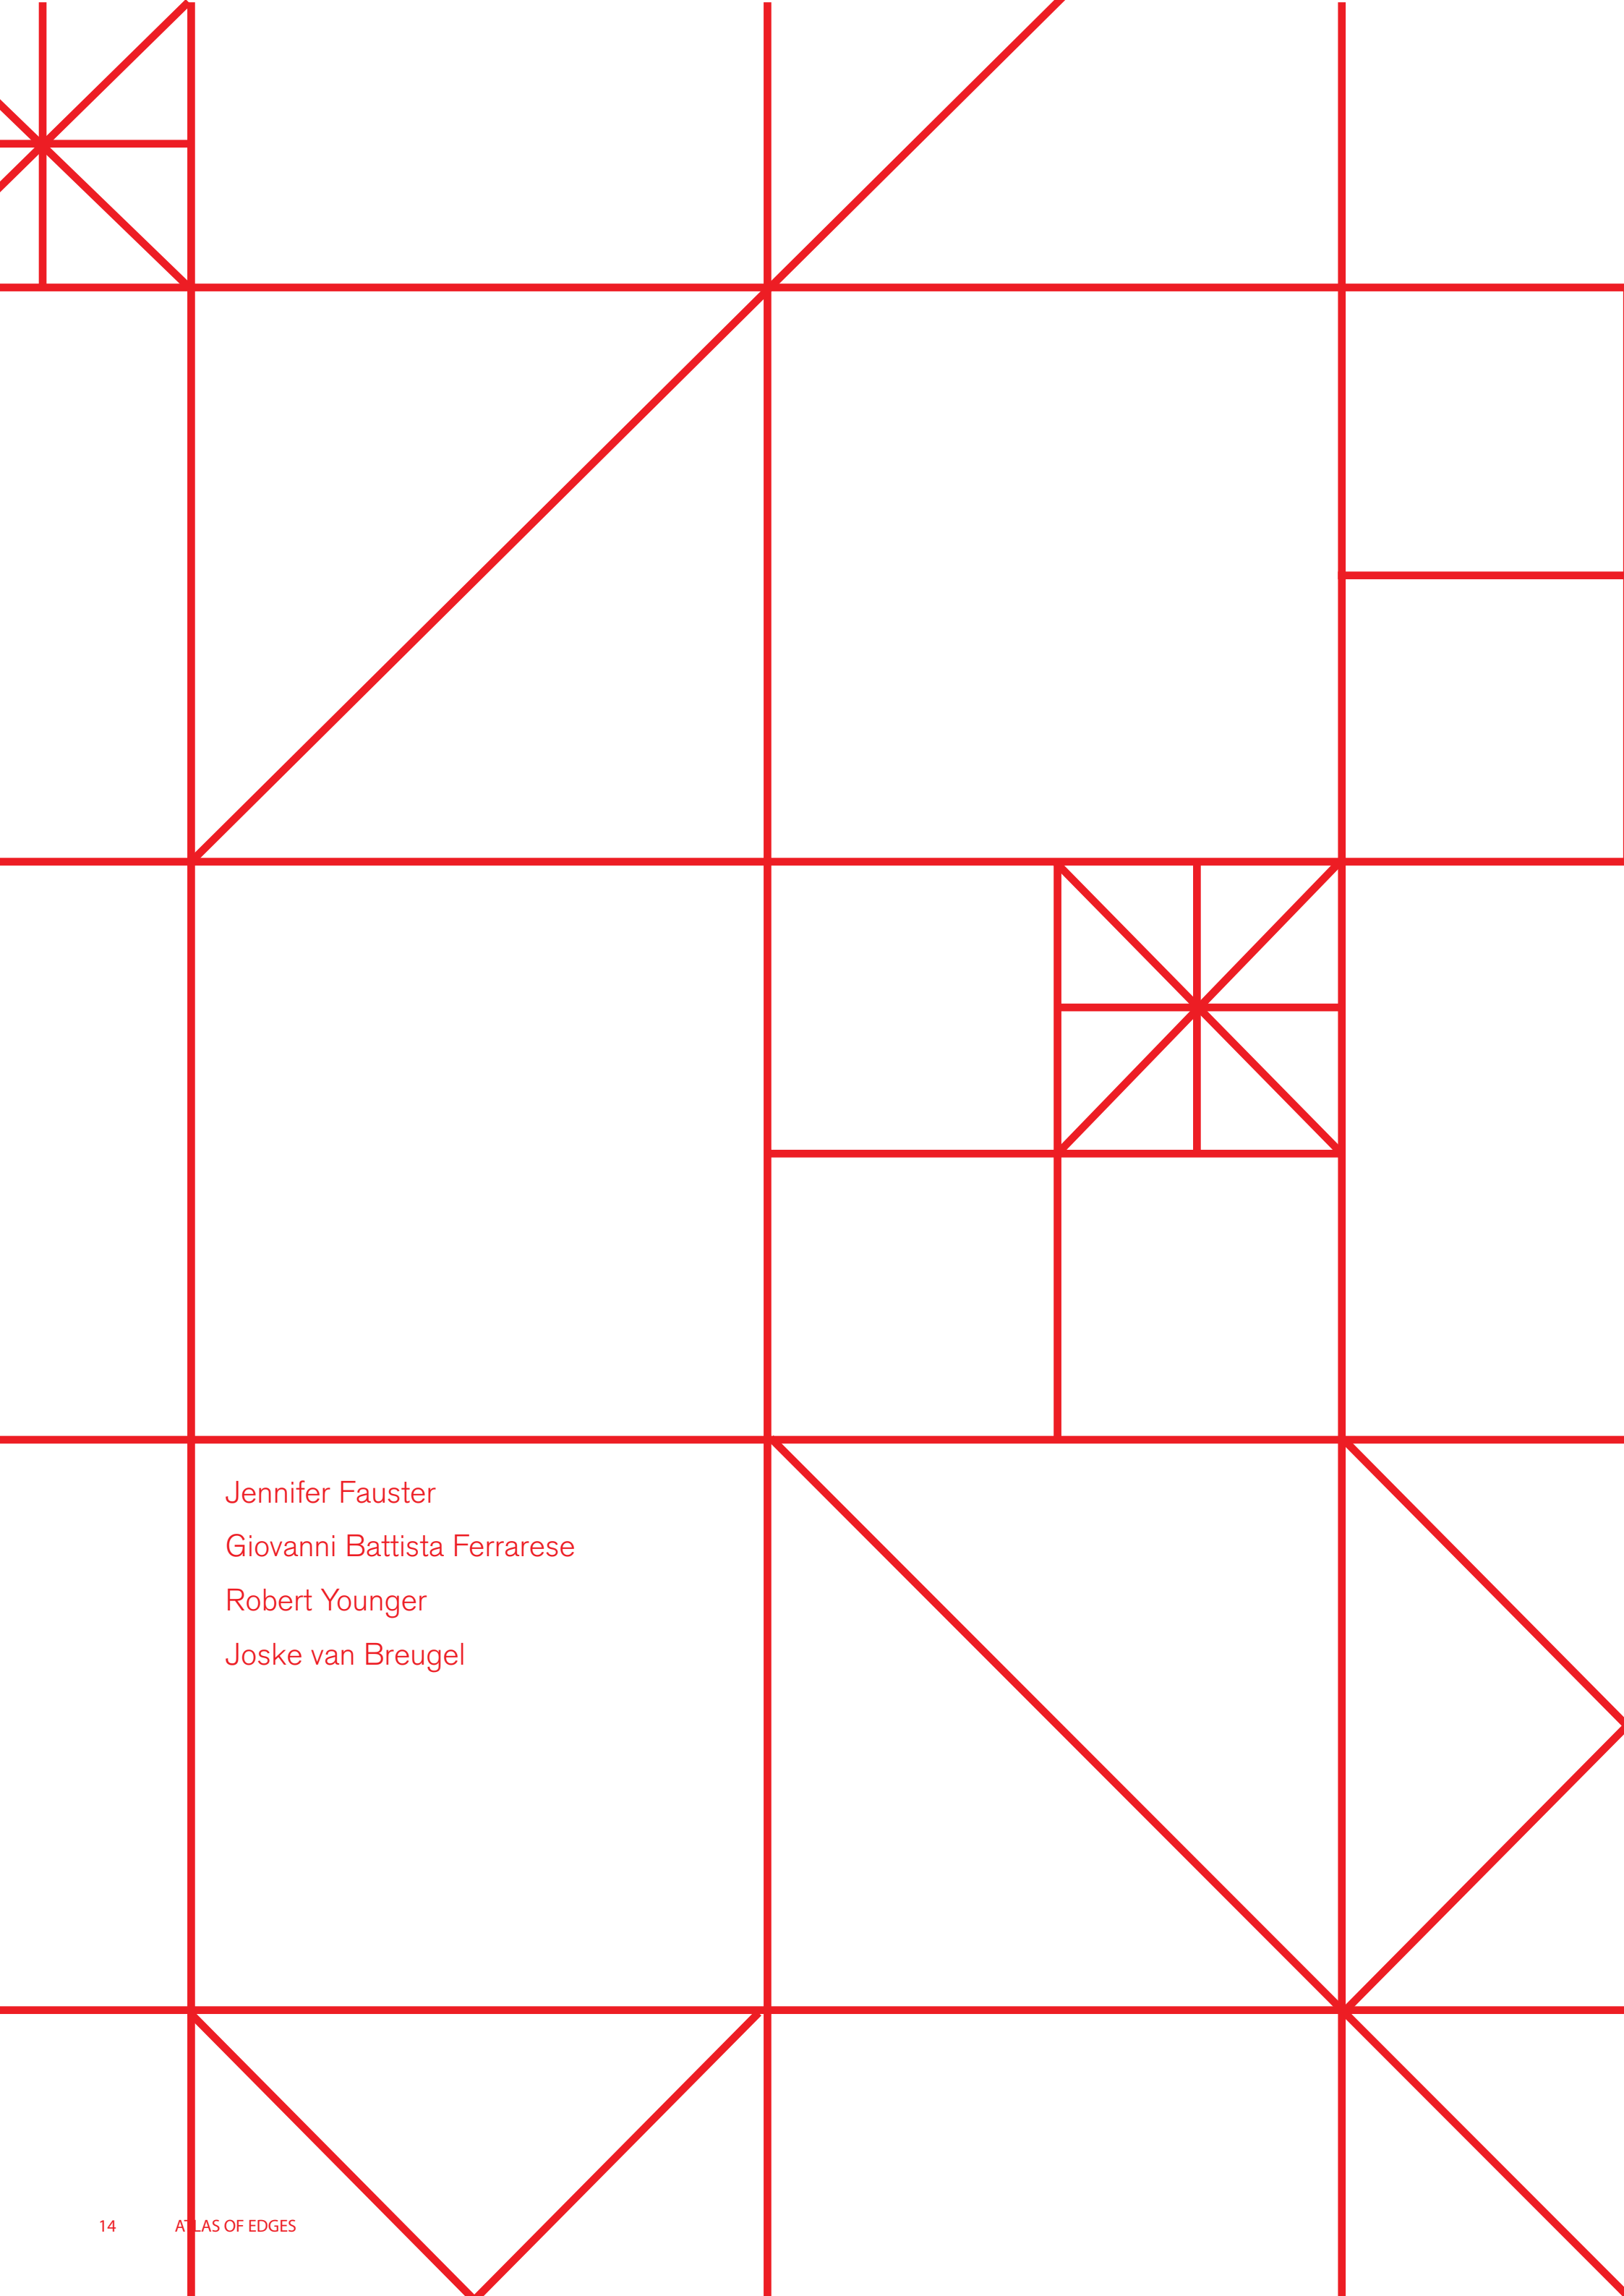 Jennifer Fauster
Giovanni Battista Ferrarese
Robert Younger
Joske van Breugel
14 ATLAS OF EDGES